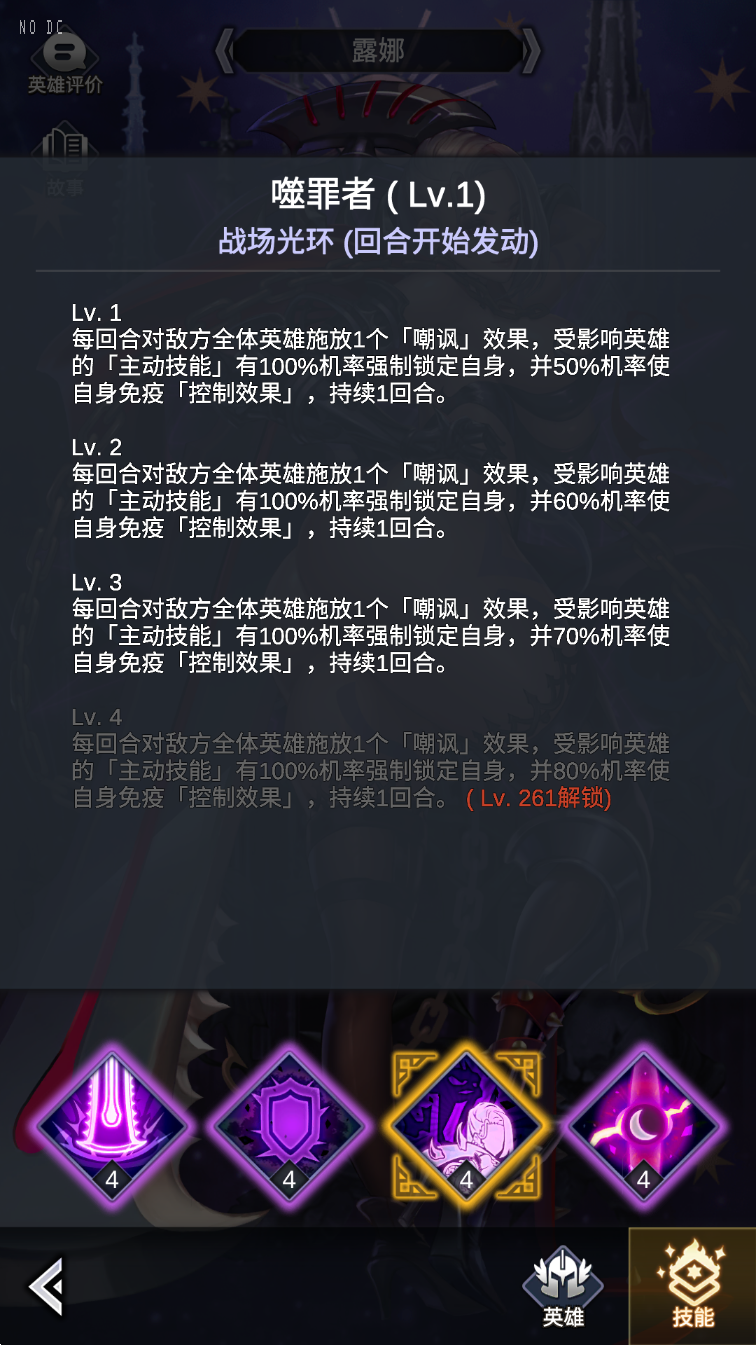 NO DC
露娜
英雄评价
故事
噬罪者 ( Lv.1)
战场光环 (回合开始发动)
Lv. 1
每回合对敌方全体英雄施放1个「嘲讽」效果，受影响英雄
的「主动技能」有100%机率强制锁定自身，并50%机率使
自身免疫「控制效果」，持续1回合。
Lv. 2
每回合对敌方全体英雄施放1个「嘲讽」效果，受影响英雄
的「主动技能」有100%机率强制锁定自身，并60%机率使
自身免疫「控制效果」，持续1回合。
Lv. 3
每回合对敌方全体英雄施放1个「嘲讽」效果，受影响英雄
的「主动技能」有100%机率强制锁定自身，并70%机率使
自身免疫「控制效果」，持续1回合。
Lv. 4
每回合对敌方全体英雄施放1个「嘲讽」效果，受影响英雄
的「主动技能」有100%机率强制锁定自身，并80%机率使
自身免疫「控制效果」，持续1回合。 ( Lv. 261解锁)
4 4 4 4
英雄 技能